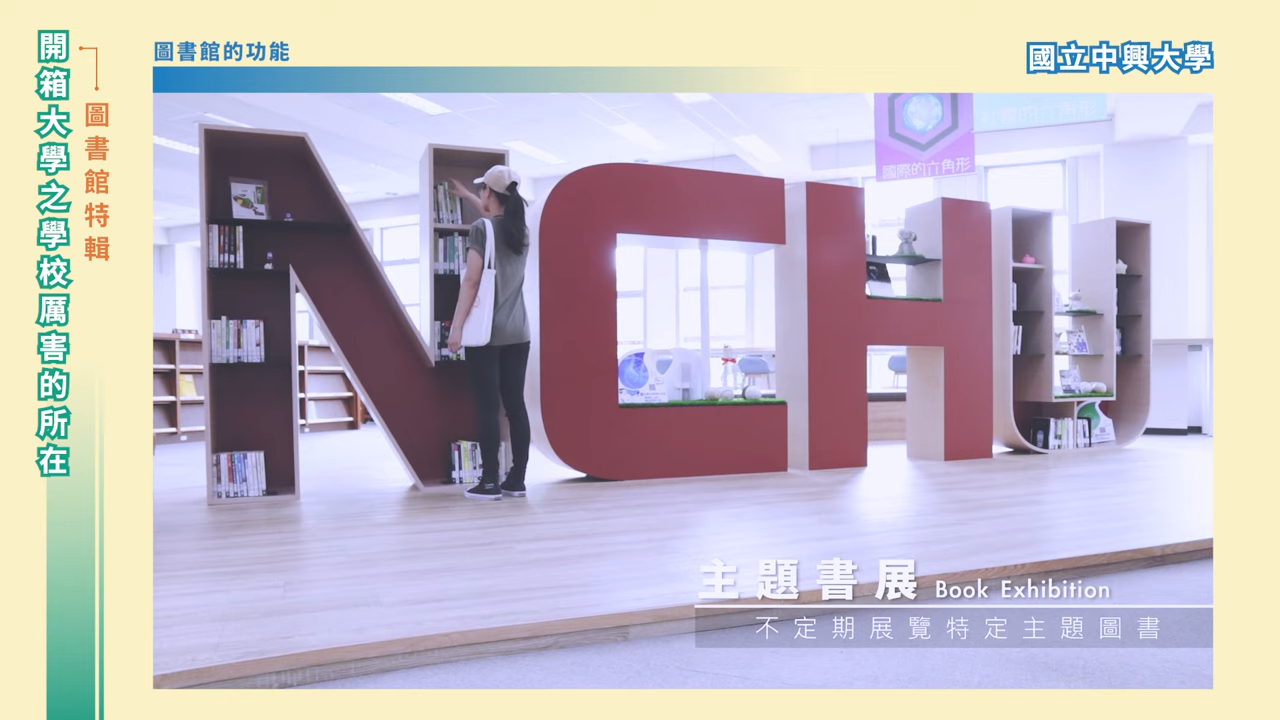 開箱大學之學校厲害的所在
圖書館特輯
圖書館的功能
國立中興大學
國際的六角形
NCHU
主題書展 Book Exhibition
不定期展覽特定主題圖書